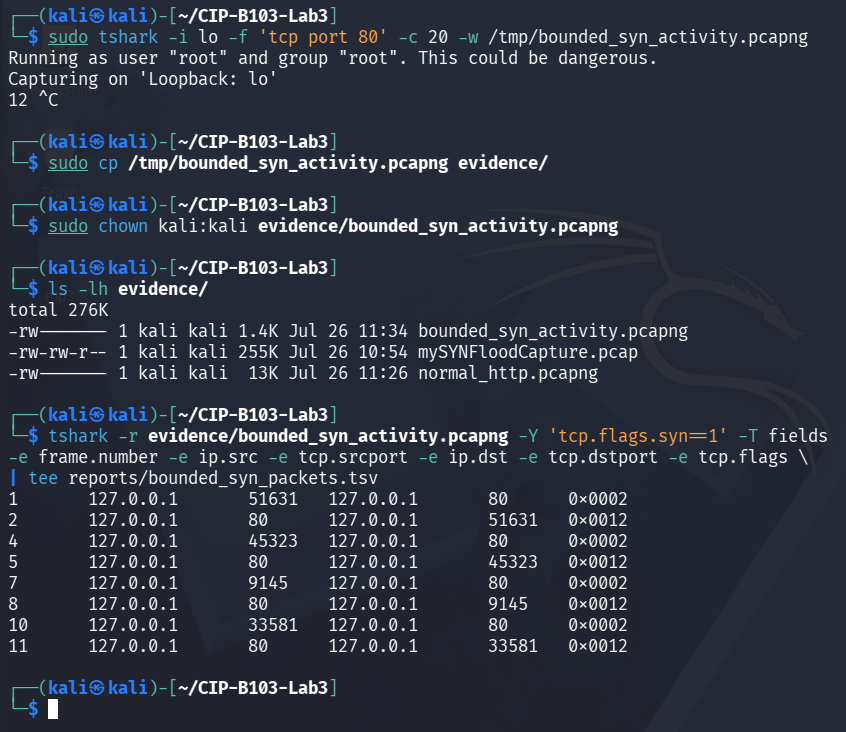 ┌──(kali㉿kali)-[~/CIP-B103-Lab3]
└─$ sudo tshark -i lo -f 'tcp port 80' -c 20 -w /tmp/bounded_syn_activity.pcapng
Running as user "root" and group "root". This could be dangerous.
Capturing on 'Loopback: lo'
12 ^C
┌──(kali㉿kali)-[~/CIP-B103-Lab3]
└─$ sudo cp /tmp/bounded_syn_activity.pcapng evidence/
┌──(kali㉿kali)-[~/CIP-B103-Lab3]
└─$ sudo chown kali:kali evidence/bounded_syn_activity.pcapng
┌──(kali㉿kali)-[~/CIP-B103-Lab3]
└─$ ls -lh evidence/
total 276K
-rw------- 1 kali kali 1.4K Jul 26 11:34 bounded_syn_activity.pcapng
-rw-rw-r-- 1 kali kali 255K Jul 26 10:54 mySYNFloodCapture.pcap
-rw------- 1 kali kali  13K Jul 26 11:26 normal_http.pcapng
┌──(kali㉿kali)-[~/CIP-B103-Lab3]
└─$ tshark -r evidence/bounded_syn_activity.pcapng -Y 'tcp.flags.syn==1' -T fields
-e frame.number -e ip.src -e tcp.srcport -e ip.dst -e tcp.dstport -e tcp.flags \
| tee reports/bounded_syn_packets.tsv
1	127.0.0.1	51631	127.0.0.1	80	0x0002
2	127.0.0.1	80	127.0.0.1	51631	0x0012
4	127.0.0.1	45323	127.0.0.1	80	0x0002
5	127.0.0.1	80	127.0.0.1	45323	0x0012
7	127.0.0.1	9145	127.0.0.1	80	0x0002
8	127.0.0.1	80	127.0.0.1	9145	0x0012
10	127.0.0.1	33581	127.0.0.1	80	0x0002
11	127.0.0.1	80	127.0.0.1	33581	0x0012
┌──(kali㉿kali)-[~/CIP-B103-Lab3]
└─$